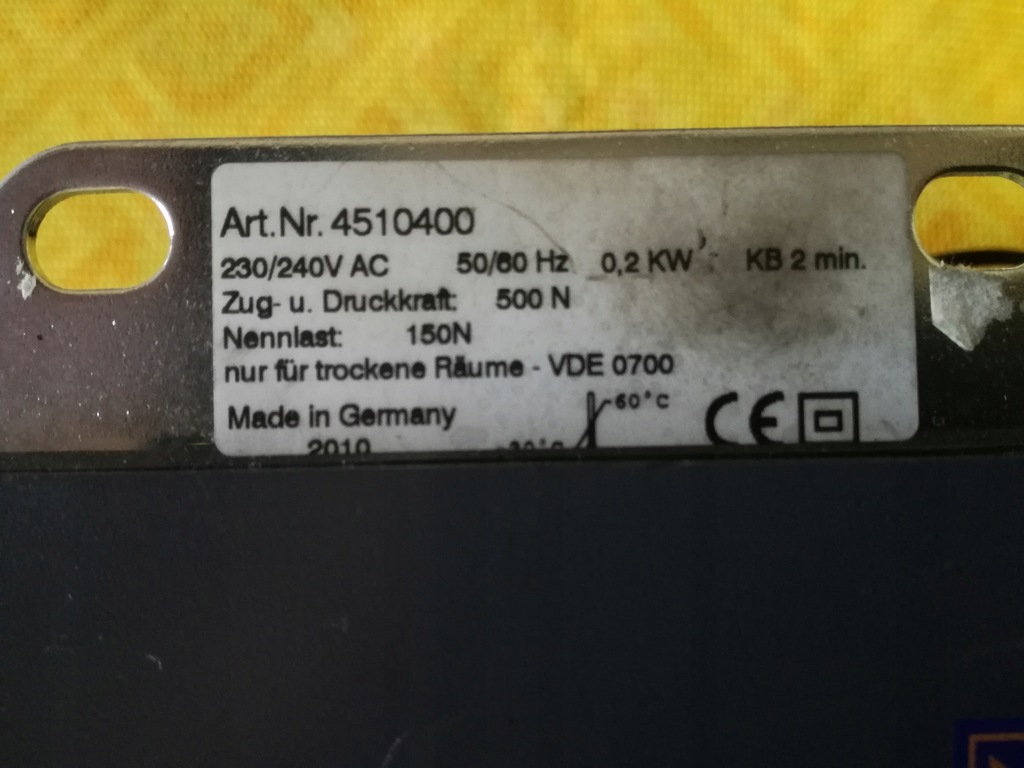 Art.Nr. 4510400
230/240V AC 50/60 Hz 0,2 KW KB 2 min.
Zug- u. Druckkraft: 500 N
Nennlast: 150N
nur für trockene Räume - VDE 0700
60°C
Made in Germany
CE
2010